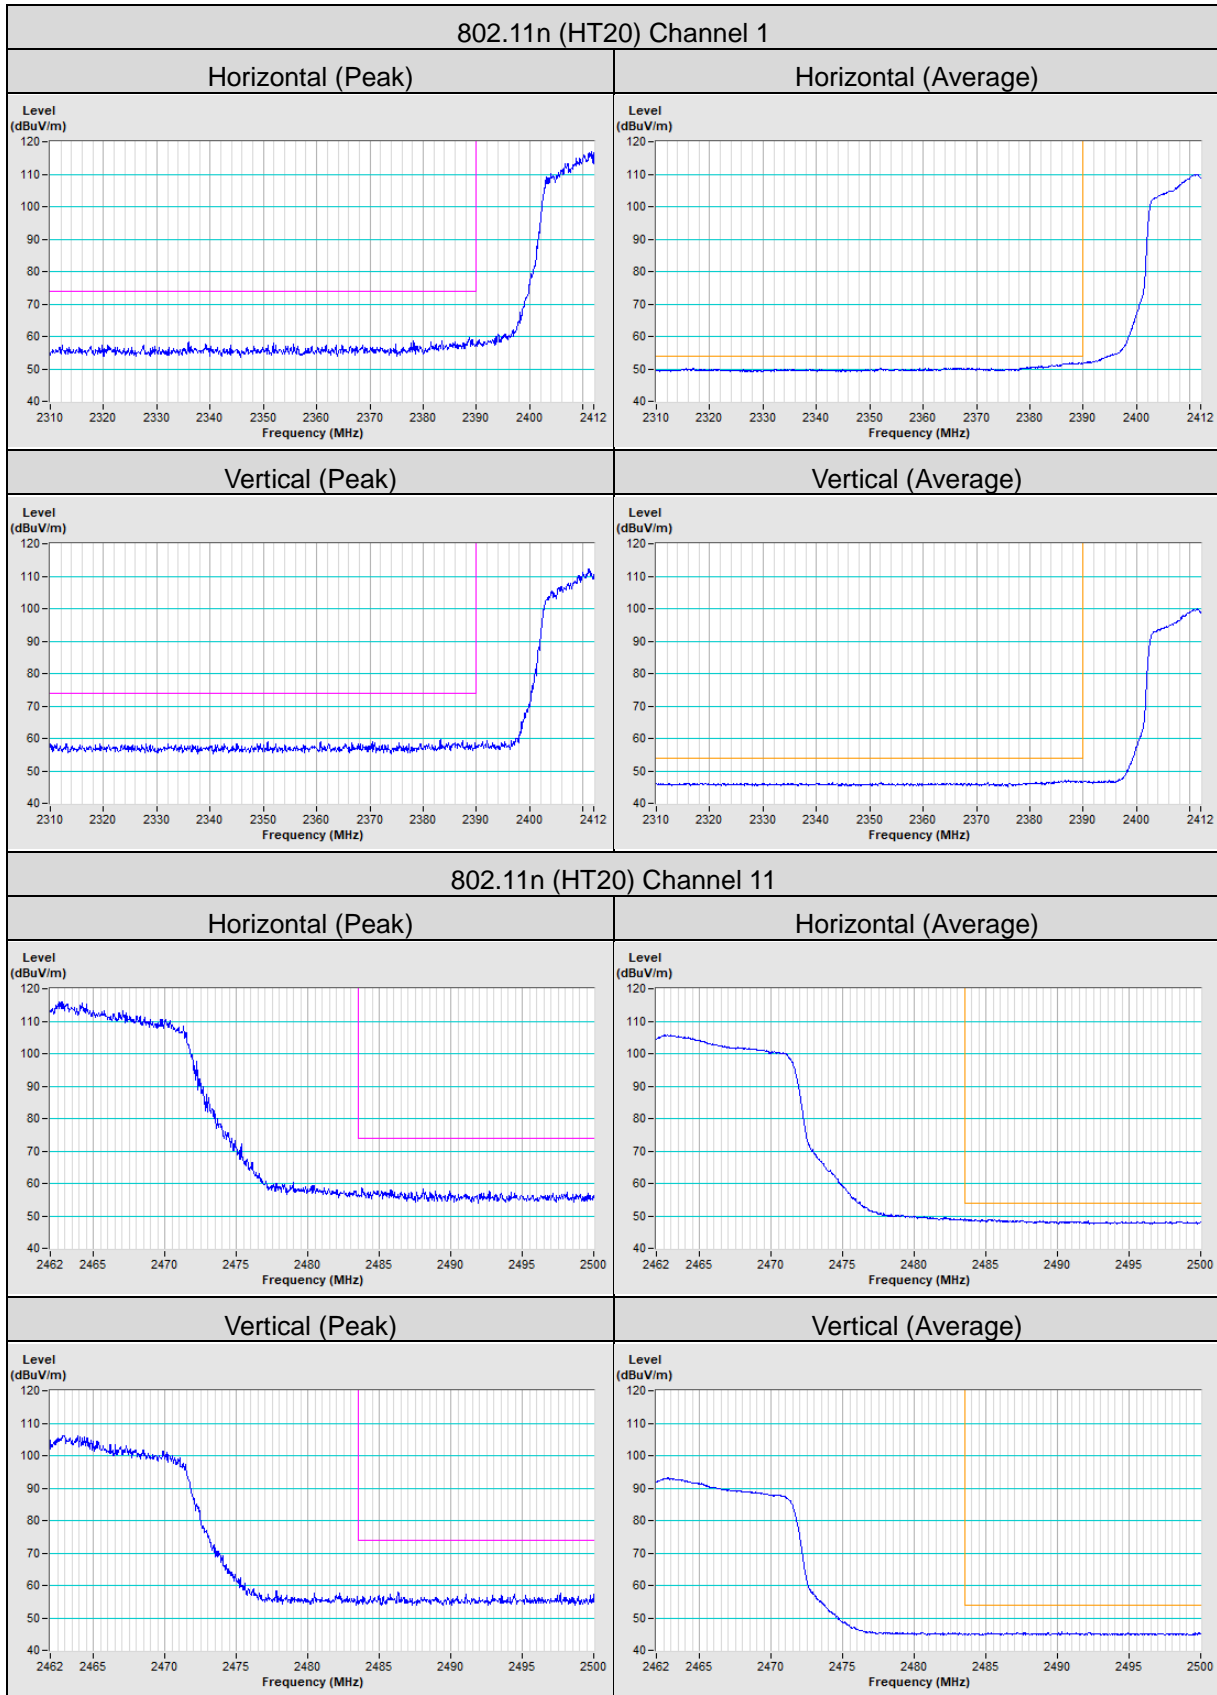 802.11n (HT20) Channel 1
Horizontal (Peak)
Horizontal (Average)
Level
(dBuV/m)
120
110
100
90
80
70
60
50
40
2310 2320 2330 2340 2350 2360 2370 2380 2390 2400 2412
Frequency (MHz)
Level
(dBuV/m)
120
110
100
90
80
70
60
50
40
2310 2320 2330 2340 2350 2360 2370 2380 2390 2400 2412
Frequency (MHz)
Vertical (Peak)
Vertical (Average)
Level
(dBuV/m)
120
110
100
90
80
70
60
50
40
2310 2320 2330 2340 2350 2360 2370 2380 2390 2400 2412
Frequency (MHz)
Level
(dBuV/m)
120
110
100
90
80
70
60
50
40
2310 2320 2330 2340 2350 2360 2370 2380 2390 2400 2412
Frequency (MHz)
802.11n (HT20) Channel 11
Horizontal (Peak)
Horizontal (Average)
Level
(dBuV/m)
120
110
100
90
80
70
60
50
40
2462 2465 2470 2475 2480 2485 2490 2495 2500
Frequency (MHz)
Level
(dBuV/m)
120
110
100
90
80
70
60
50
40
2462 2465 2470 2475 2480 2485 2490 2495 2500
Frequency (MHz)
Vertical (Peak)
Vertical (Average)
Level
(dBuV/m)
120
110
100
90
80
70
60
50
40
2462 2465 2470 2475 2480 2485 2490 2495 2500
Frequency (MHz)
Level
(dBuV/m)
120
110
100
90
80
70
60
50
40
2462 2465 2470 2475 2480 2485 2490 2495 2500
Frequency (MHz)